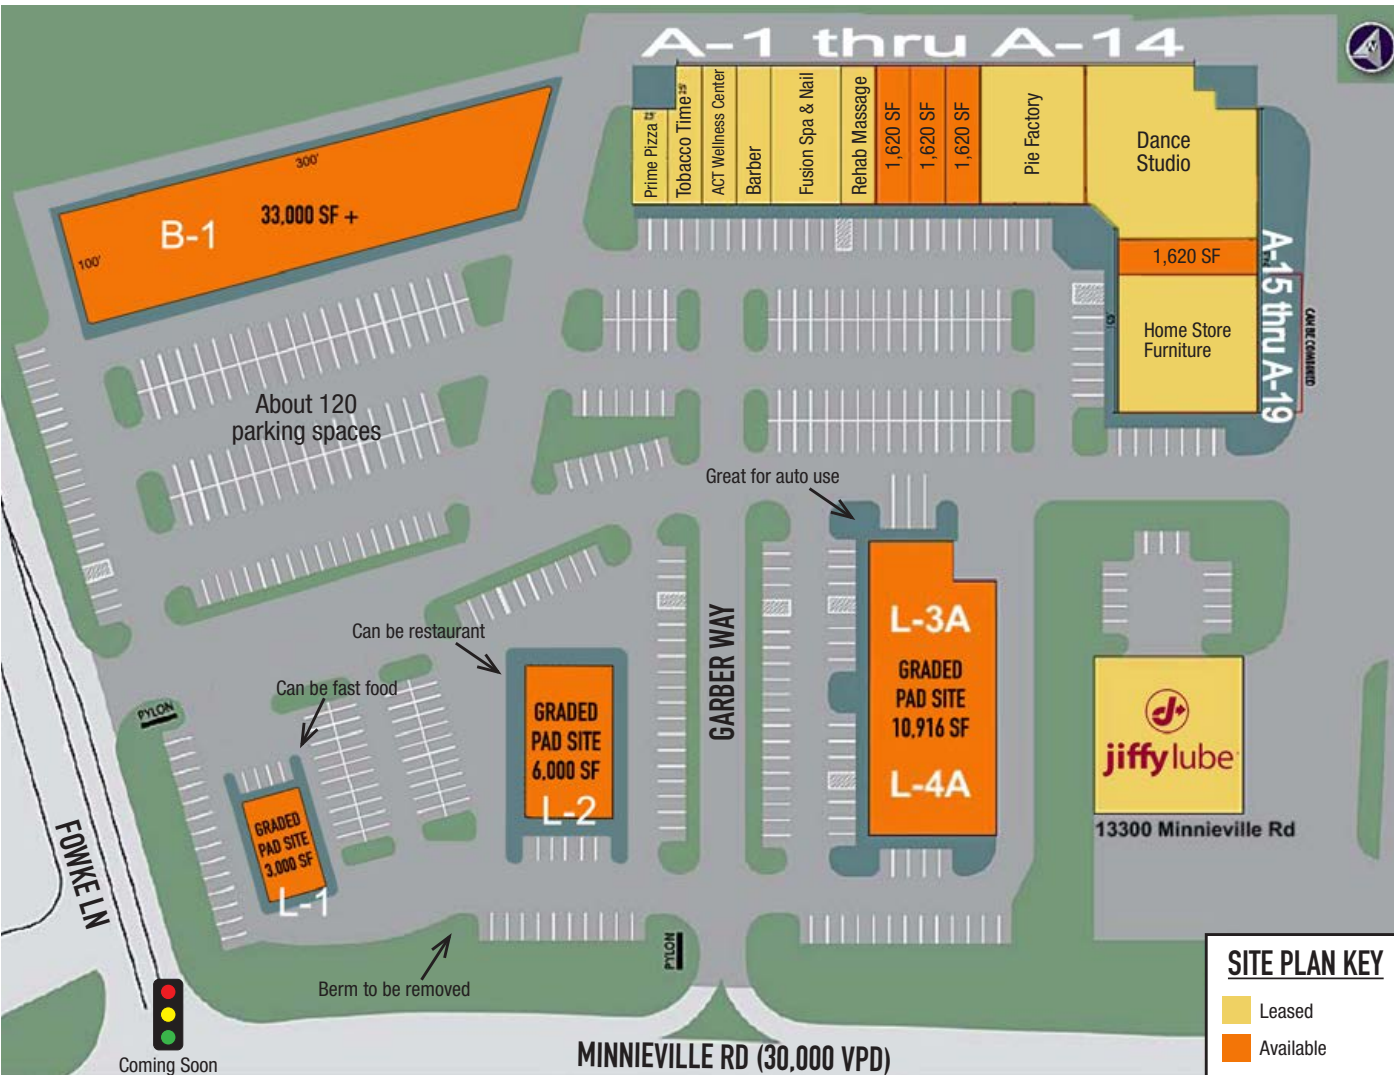 A-1 thru A-14
Prime Pizza
25'
Tobacco Time
25'
ACT Wellness Center
Barber
Fusion Spa & Nail
Rehab Massage
1,620 SF
1,620 SF
1,620 SF
Pie Factory
Dance
Studio
1,620 SF
Home Store
Furniture
A-15 thru A-19
CAN BE COMBINED
300'
B-1
33,000 SF +
100'
About 120
parking spaces
Great for auto use
Can be restaurant
Can be fast food
PYLON
GRADED
PAD SITE
3,000 SF
L-1
GRADED
PAD SITE
6,000 SF
L-2
GARBER WAY
L-3A
GRADED
PAD SITE
10,916 SF
L-4A
jiffy lube
13300 Minnieville Rd
FOWKE LN
PYLON
Berm to be removed
Coming Soon
MINNIEVILLE RD (30,000 VPD)
SITE PLAN KEY
Leased
Available